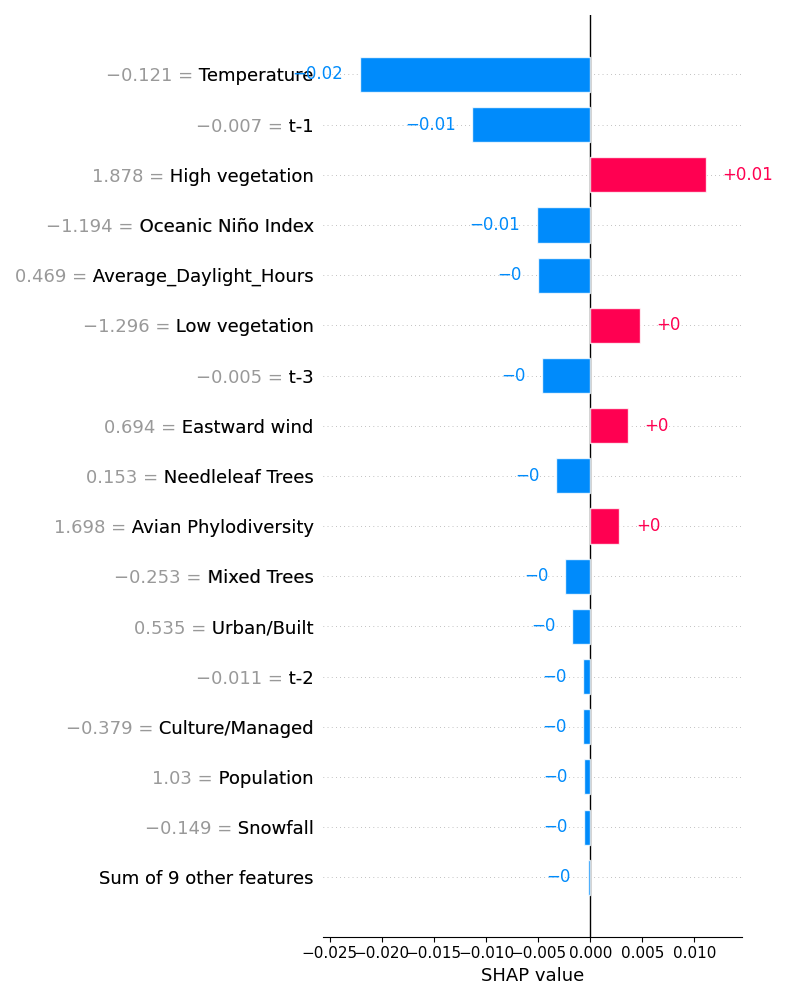 −0.121 = Temperature −0.02
−0.007 = t-1 −0.01
1.878 = High vegetation +0.01
−1.194 = Oceanic Niño Index −0.01
0.469 = Average_Daylight_Hours −0
−1.296 = Low vegetation +0
−0.005 = t-3 −0
0.694 = Eastward wind +0
0.153 = Needleleaf Trees −0
1.698 = Avian Phylodiversity +0
−0.253 = Mixed Trees −0
0.535 = Urban/Built −0
−0.011 = t-2 −0
−0.379 = Culture/Managed −0
1.03 = Population −0
−0.149 = Snowfall −0
Sum of 9 other features −0
−0.025 −0.020 −0.015 −0.010 −0.005 0.000 0.005 0.010
SHAP value